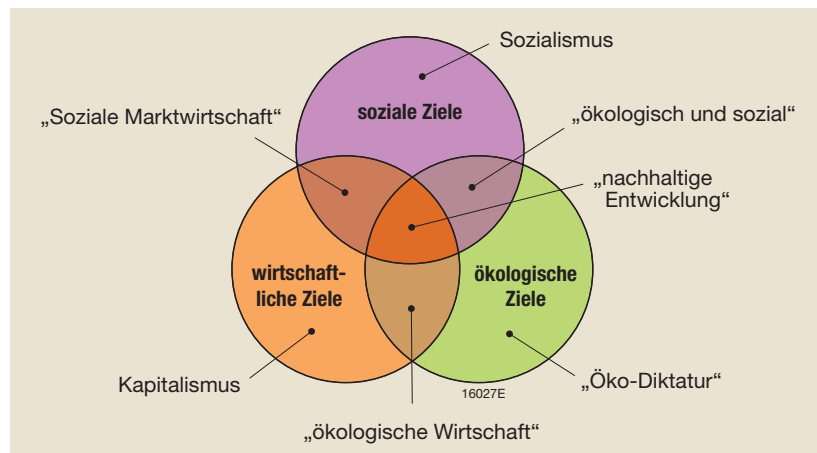 Sozialismus
„Soziale Marktwirtschaft“
soziale Ziele
„ökologisch und sozial“
„nachhaltige
Entwicklung“
wirtschaft-
liche Ziele
ökologische
Ziele
Kapitalismus
16027E
„Öko-Diktatur“
„ökologische Wirtschaft“